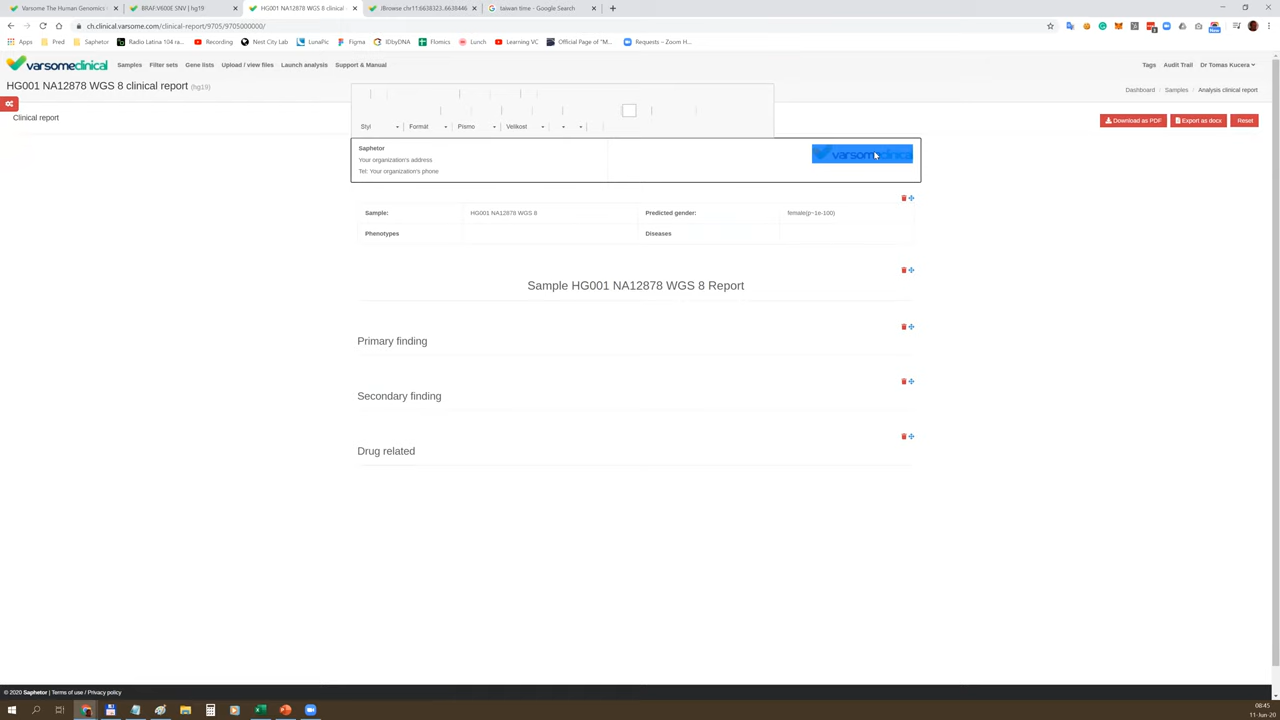 Varsome The Human Genomics
BRAF:V600E SNV | hg19
HG001 NA12878 WGS 8 clinical
iBrowse chr11:6638323,6638446
taiwan time - Google Search
ch.clinical.varsome.com/clinical-report/9705/9705000000/
Apps Pred Saphetor Radio Latina 104 ra... Recording Nest City Lab LunaPic Figma IDbyDNA Flomics Lunch Learning VC Official Page of "M... Requests – Zoom H...
varsomeclinical Samples Filter sets Gene lists Upload / view files Launch analysis Support & Manual Tags Audit Trail Dr Tomas Kucera
HG001 NA12878 WGS 8 clinical report (hg19)
Dashboard / Samples / Analysis clinical report
Clinical report
Download as PDF Export as docx Reset
Styl Formát Písmo Velikost
Saphetor
Your organization's address
Tel: Your organization's phone
varsomeclinical
Sample: HG001 NA12878 WGS 8 Predicted gender: female(p~1e-100)
Phenotypes Diseases
Sample HG001 NA12878 WGS 8 Report
Primary finding
Secondary finding
Drug related
© 2020 Saphetor | Terms of use / Privacy policy
08:45
11-Jun-20